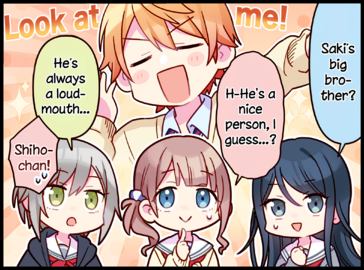 Look at me!
He's
always
a loud-
mouth...
Shiho-
chan!
H-He's a
nice
person, I
guess...?
Saki's
big
bro-
ther?